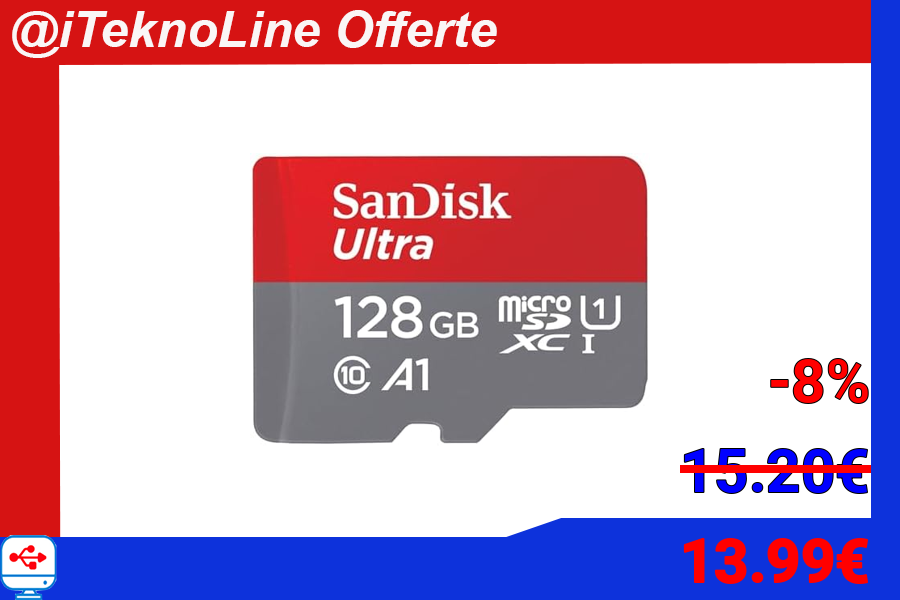 @iTeknoLine Offerte
SanDisk
Ultra
128 GB
micro SD XC I U1
10 A1
-8%
15.20€
13.99€